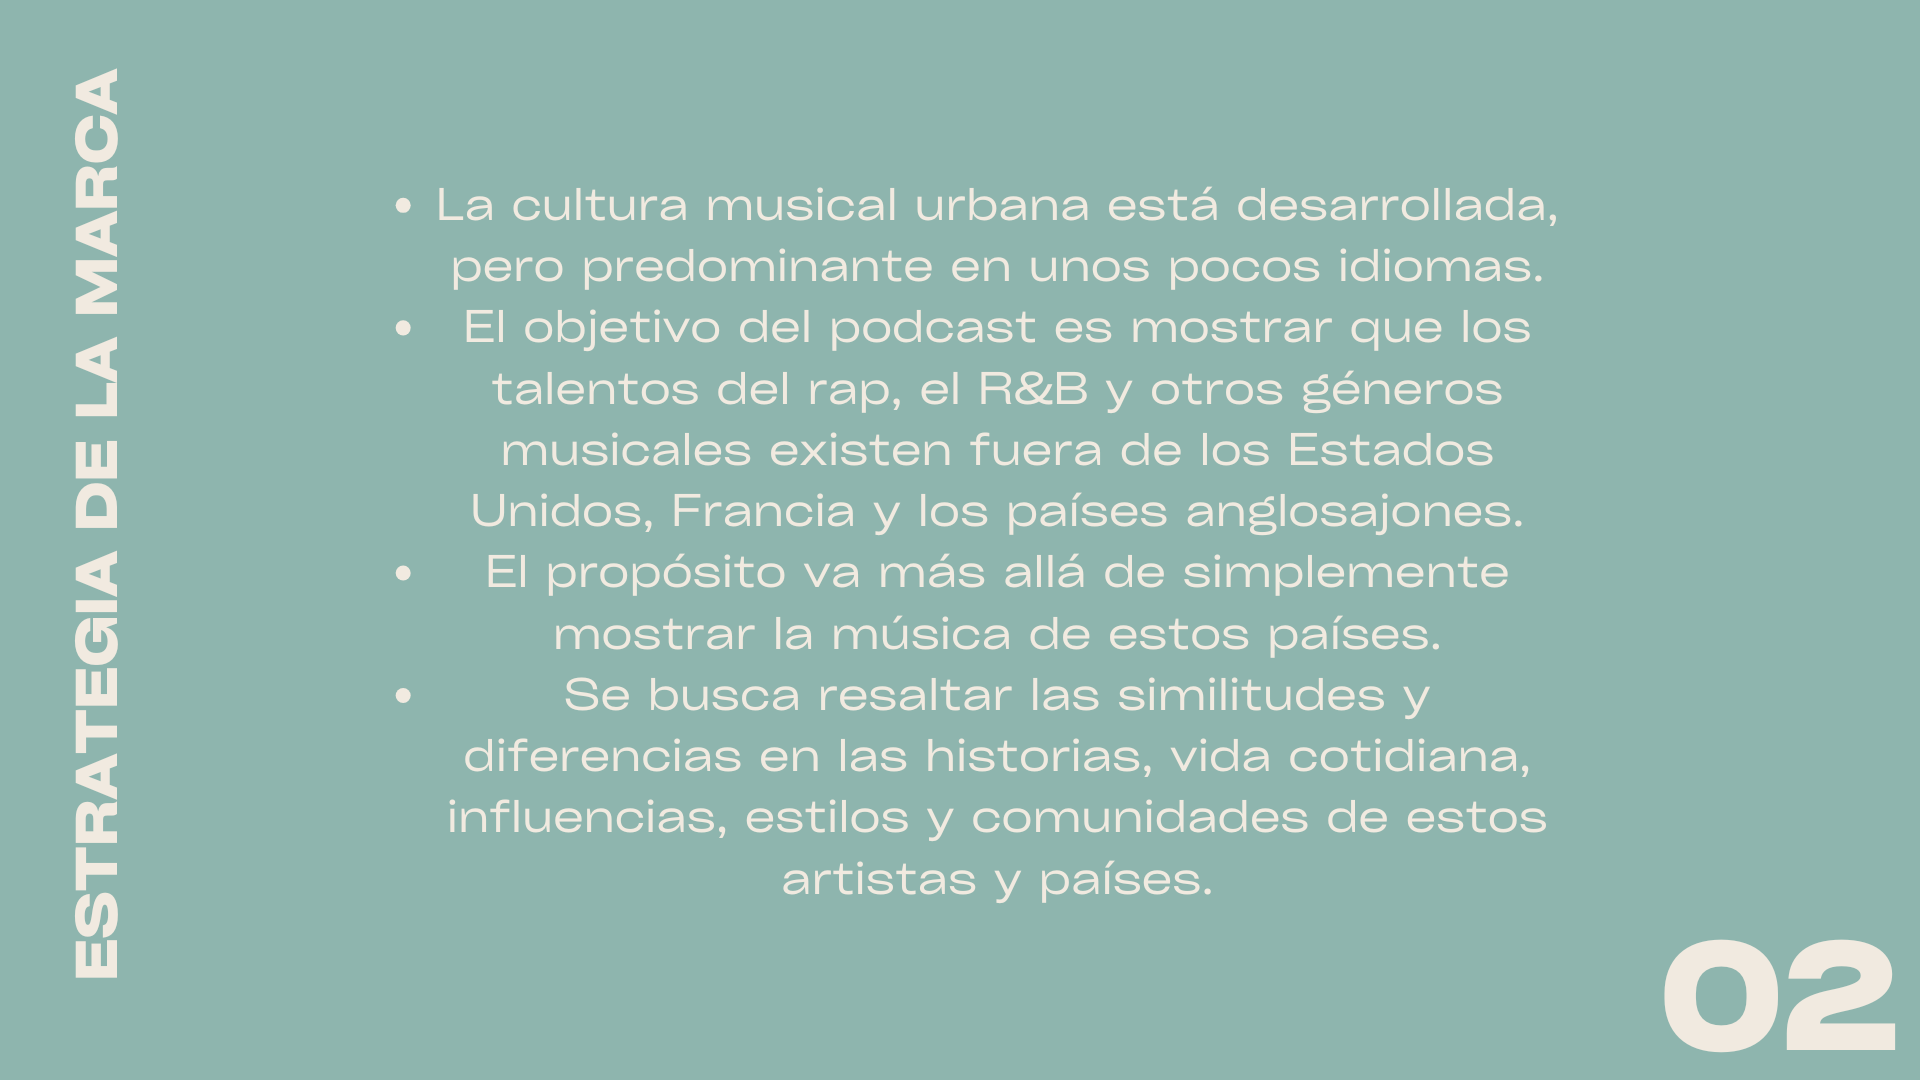 ESTRATEGIA DE LA MARCA
• La cultura musical urbana está desarrollada,
pero predominante en unos pocos idiomas.
• El objetivo del podcast es mostrar que los
talentos del rap, el R&B y otros géneros
musicales existen fuera de los Estados
Unidos, Francia y los países anglosajones.
• El propósito va más allá de simplemente
mostrar la música de estos países.
• Se busca resaltar las similitudes y
diferencias en las historias, vida cotidiana,
influencias, estilos y comunidades de estos
artistas y países.
02